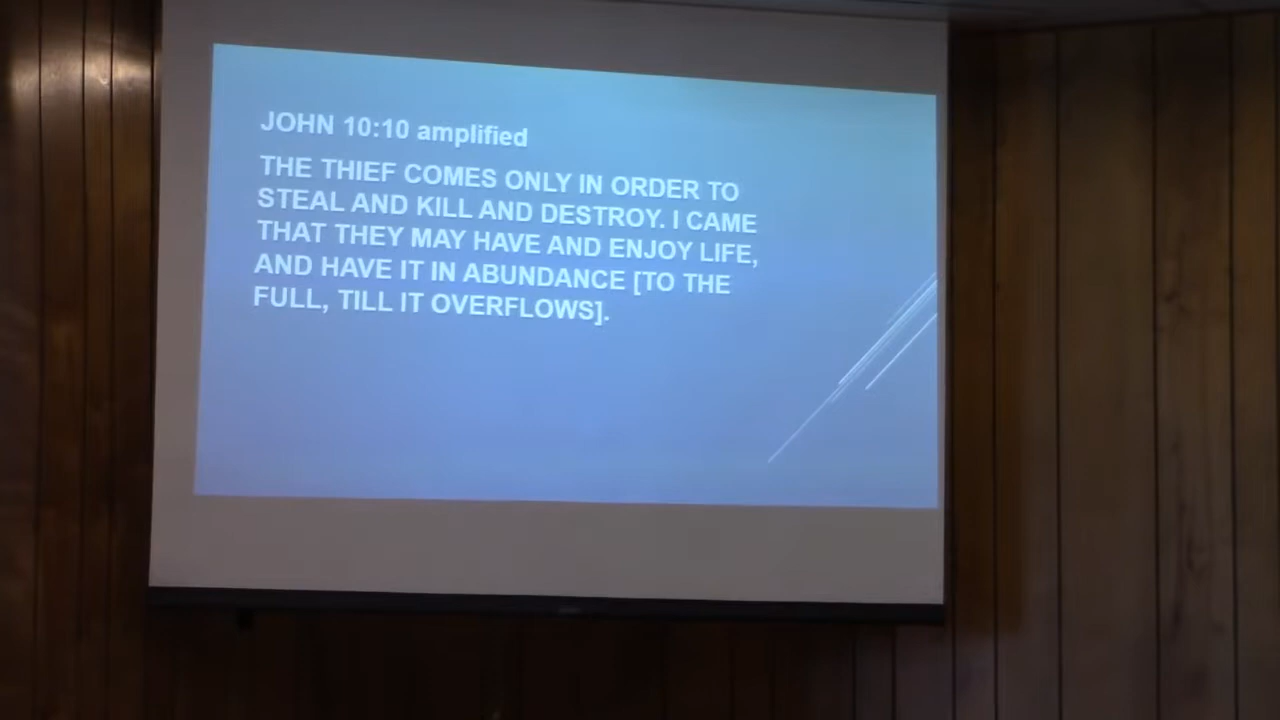 JOHN 10:10 amplified
THE THIEF COMES ONLY IN ORDER TO
STEAL AND KILL AND DESTROY. I CAME
THAT THEY MAY HAVE AND ENJOY LIFE,
AND HAVE IT IN ABUNDANCE [TO THE
FULL, TILL IT OVERFLOWS].